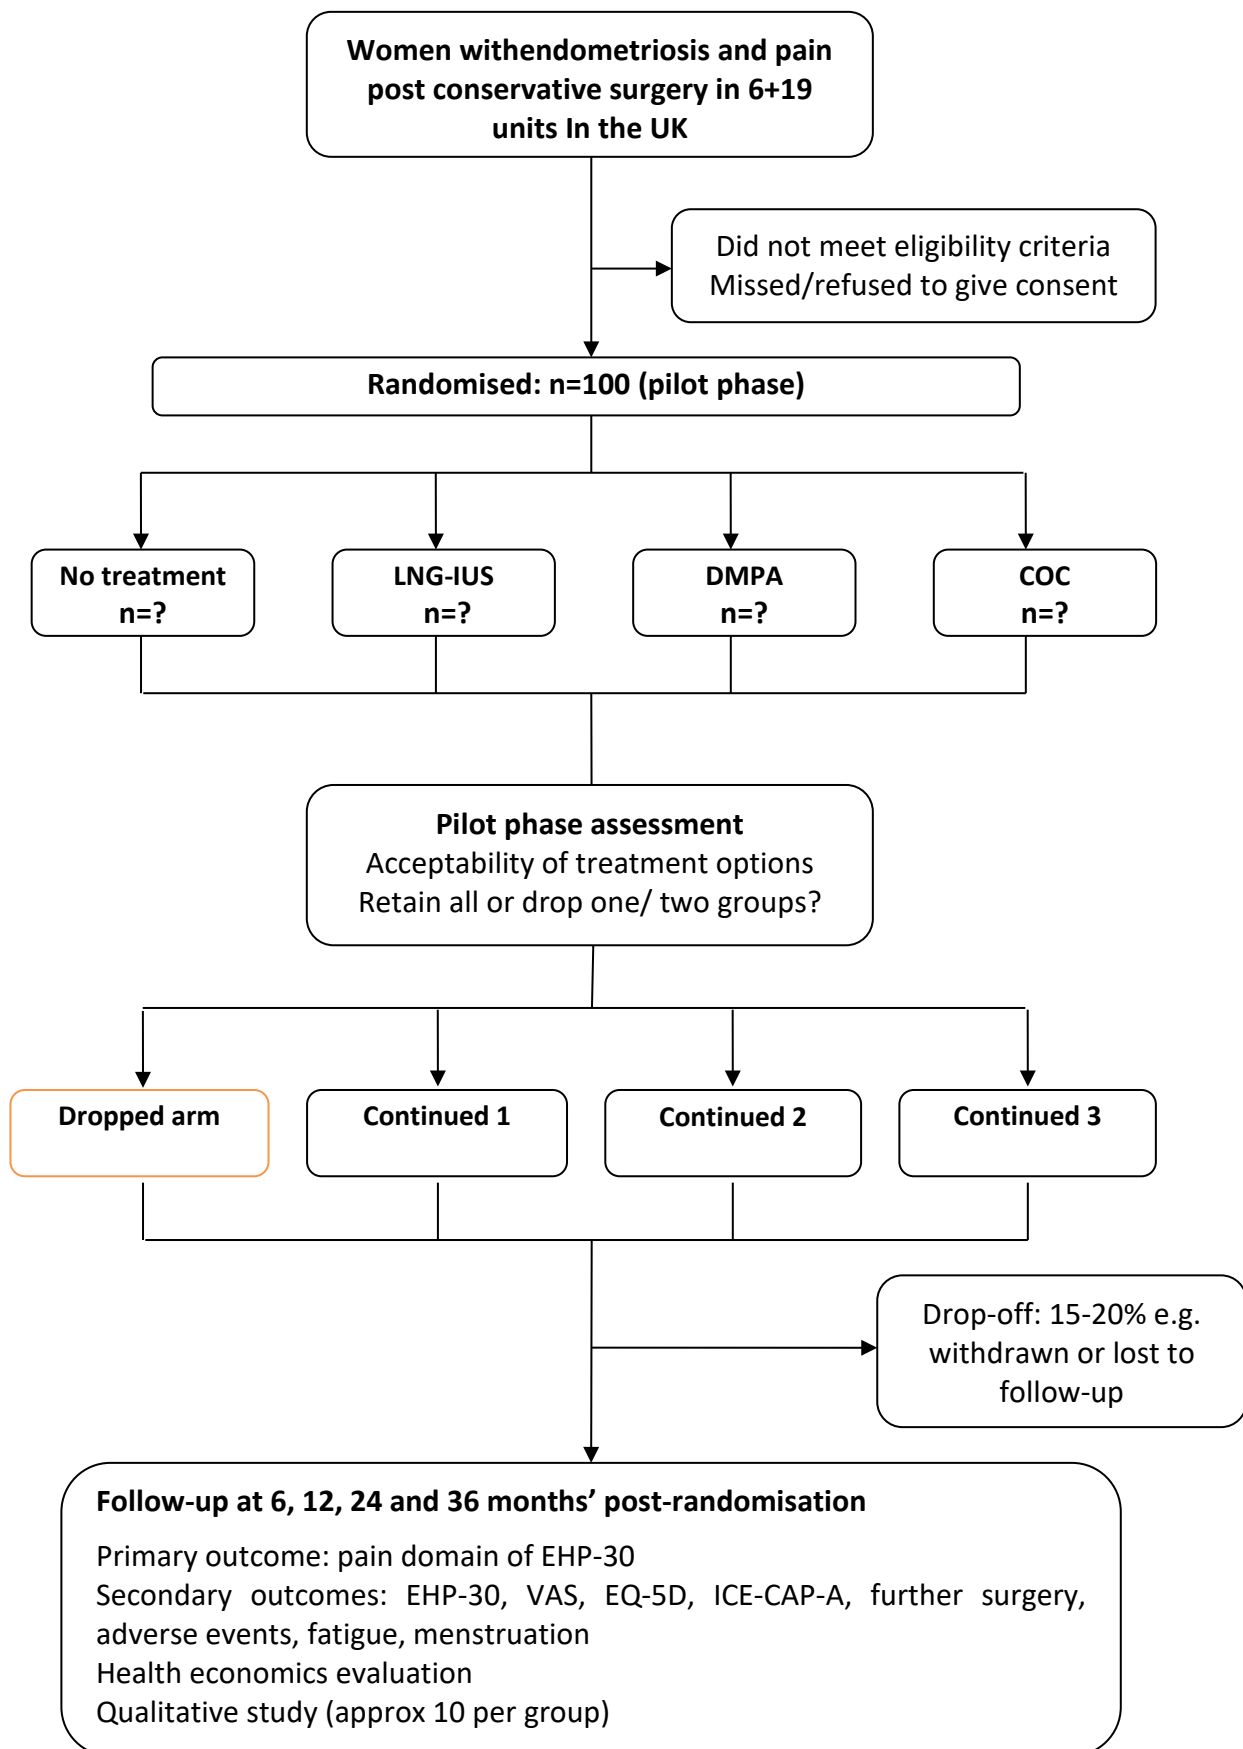 Women withendometriosis and pain
post conservative surgery in 6+19
units In the UK
Did not meet eligibility criteria
Missed/refused to give consent
Randomised: n=100 (pilot phase)
No treatment
n=?
LNG-IUS
n=?
DMPA
n=?
COC
n=?
Pilot phase assessment
Acceptability of treatment options
Retain all or drop one/ two groups?
Dropped arm
Continued 1
Continued 2
Continued 3
Drop-off: 15-20% e.g.
withdrawn or lost to
follow-up
Follow-up at 6, 12, 24 and 36 months’ post-randomisation
Primary outcome: pain domain of EHP-30
Secondary outcomes: EHP-30, VAS, EQ-5D, ICE-CAP-A, further surgery,
adverse events, fatigue, menstruation
Health economics evaluation
Qualitative study (approx 10 per group)